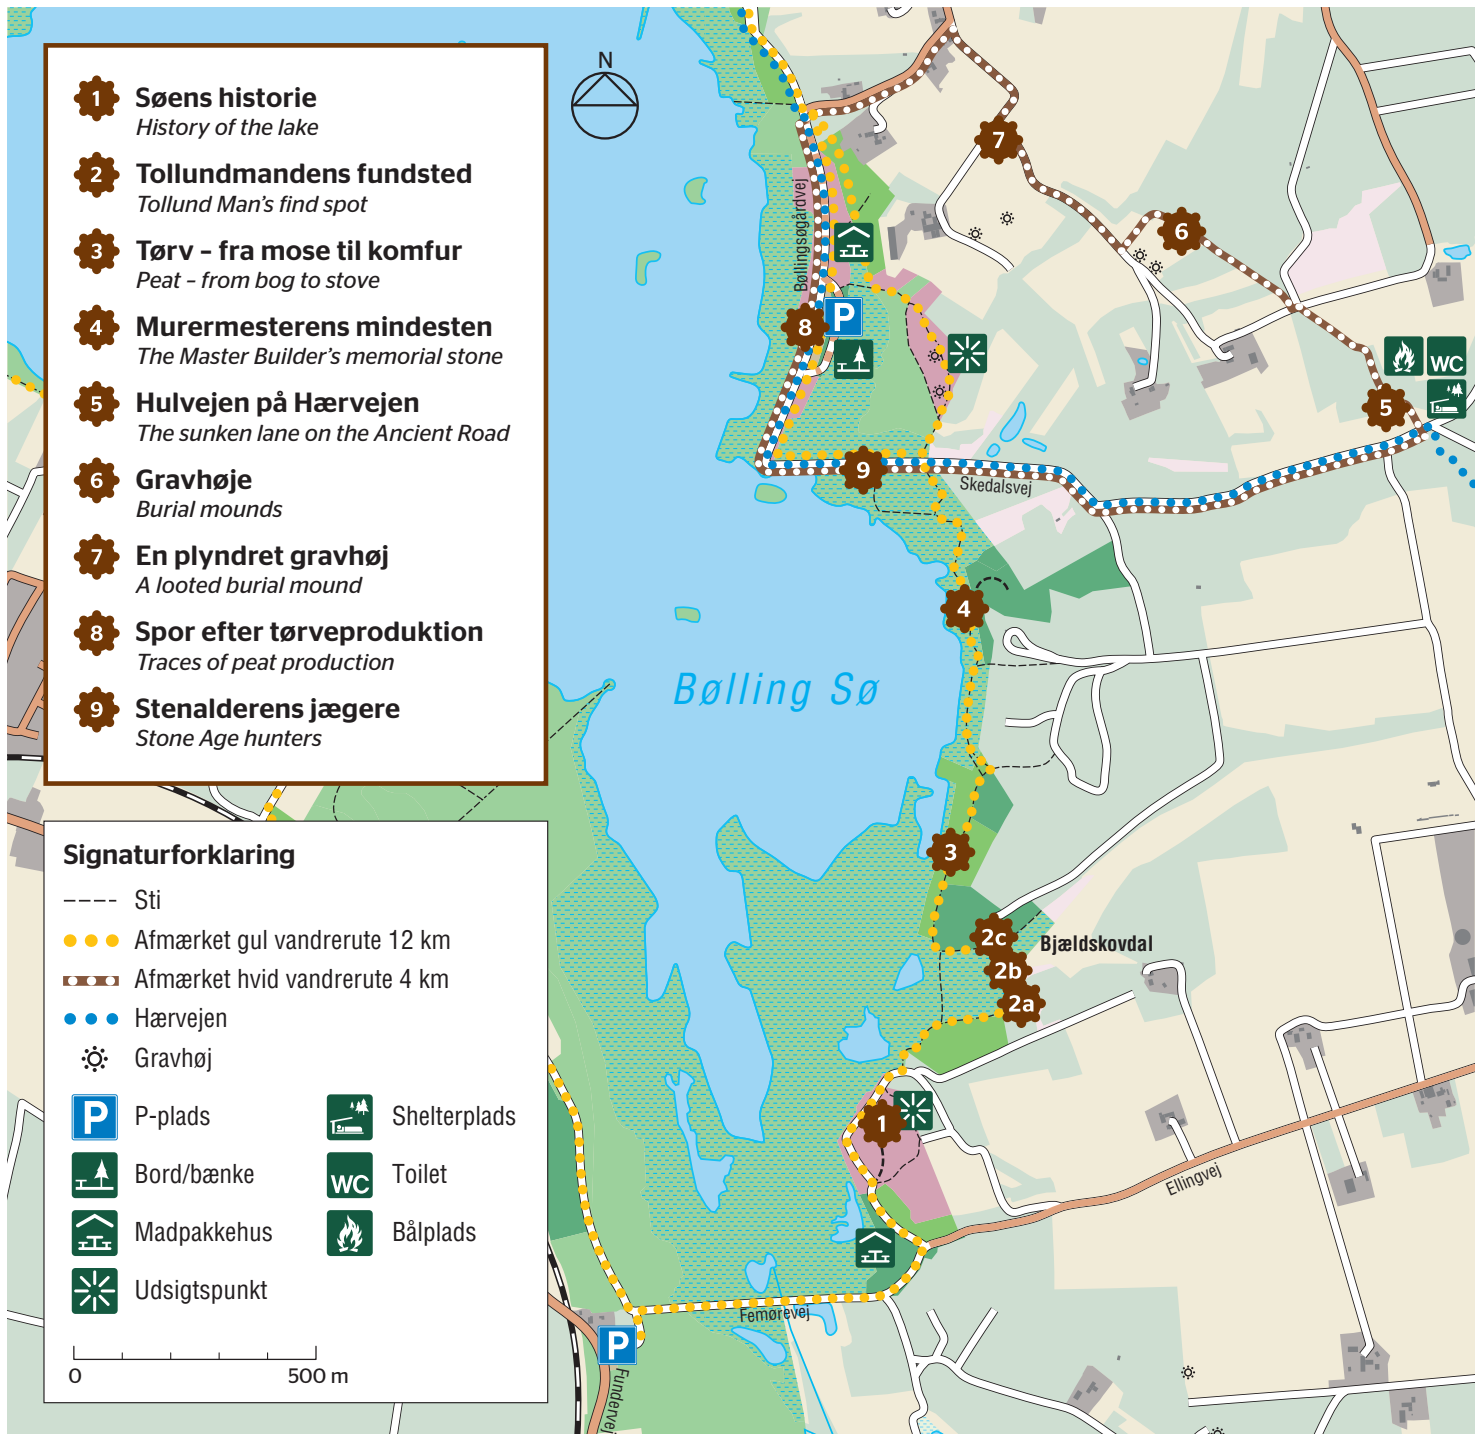 1 Søens historie
History of the lake
2 Tollundmandens fundsted
Tollund Man's find spot
3 Tørv – fra mose til komfur
Peat – from bog to stove
4 Murermesterens mindesten
The Master Builder's memorial stone
5 Hulvejen på Hærvejen
The sunken lane on the Ancient Road
6 Gravhøje
Burial mounds
7 En plyndret gravhøj
A looted burial mound
8 Spor efter tørveproduktion
Traces of peat production
9 Stenalderens jægere
Stone Age hunters
Signaturforklaring
Sti
Afmærket gul vandrerute 12 km
Afmærket hvid vandrerute 4 km
Hærvejen
Gravhøj
P P-plads
Bord/bænke
Madpakkehus
Udsigtspunkt
Shelterplads
WC Toilet
Bålplads
0 500 m
N
7
6
Bøllingsøgårdvej
8
P
WC
5
9
Skedalsvej
4
Bølling Sø
3
2c
Bjældskovdal
2b
2a
1
Ellingvej
Femørevej
P
Fundervej